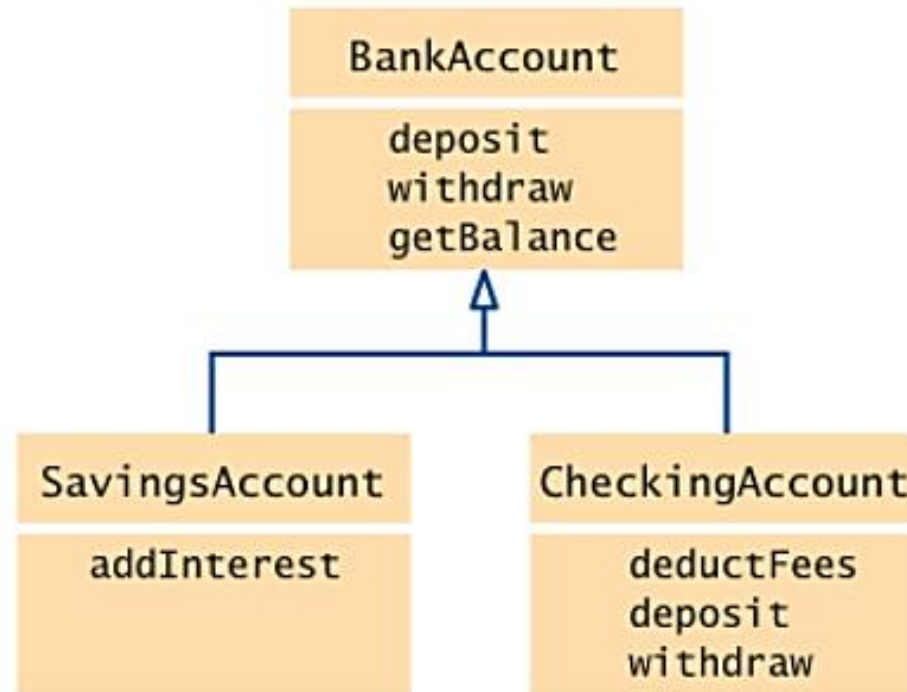 BankAccount
deposit
withdraw
getBalance
SavingsAccount
addInterest
CheckingAccount
deductFees
deposit
withdraw